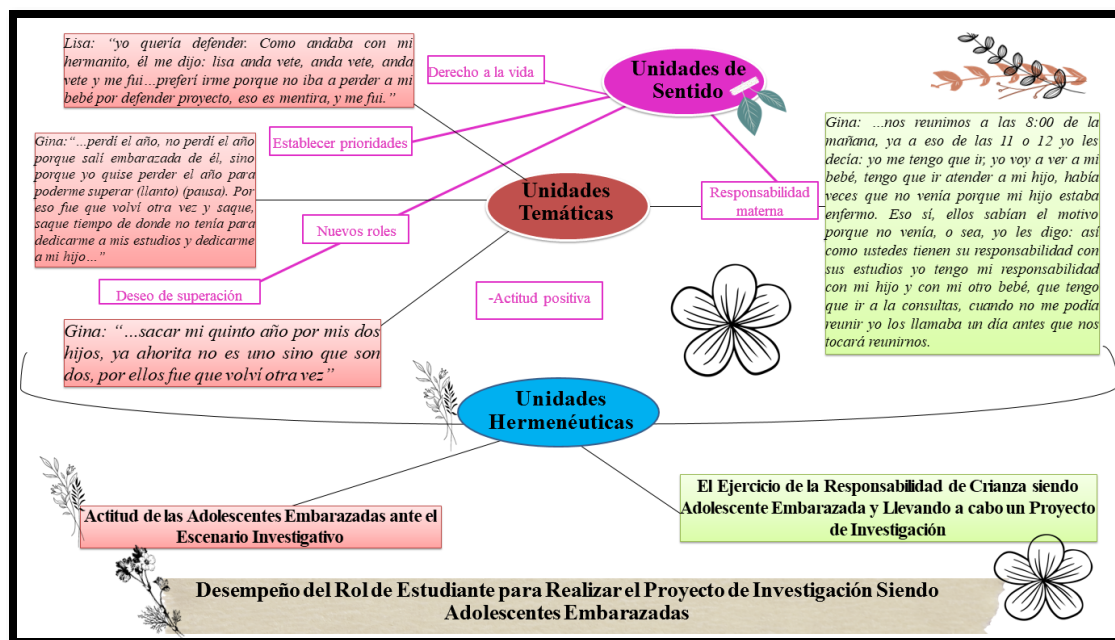 Lisa: “yo quería defender. Como andaba con mi
hermanito, él me dijo: lisa anda vete, anda vete, anda
vete y me fui…preferí irme porque no iba a perder a mi
bebé por defender proyecto, eso es mentira, y me fui.”
Derecho a la vida
Unidades de
Sentido
Establecer prioridades
Gina:“…perdí el año, no perdí el año
porque salí embarazada de él, sino
porque yo quise perder el año para
poderme superar (llanto) (pausa). Por
eso fue que volví otra vez y saque,
saque tiempo de donde no tenía para
dedicarme a mis estudios y dedicarme
a mi hijo…”
Unidades
Temáticas
Responsabilidad
materna
Gina: …nos reunimos a las 8:00 de la
mañana, ya a eso de las 11 o 12 yo les
decía: yo me tengo que ir, yo voy a ver a mi
bebé, tengo que ir atender a mi hijo, había
veces que no venía porque mi hijo estaba
enfermo. Eso sí, ellos sabían el motivo
porque no venía, o sea, yo les digo: así
como ustedes tienen su responsabilidad con
sus estudios yo tengo mi responsabilidad
con mi hijo y con mi otro bebé, que tengo
que ir a la consultas, cuando no me podía
reunir yo los llamaba un día antes que nos
tocará reunirnos.
Nuevos roles
Deseo de superación
-Actitud positiva
Gina: “…sacar mi quinto año por mis dos
hijos, ya ahorita no es uno sino que son
dos, por ellos fue que volví otra vez”
Unidades
Hermenéuticas
Actitud de las Adolescentes Embarazadas ante el
Escenario Investigativo
El Ejercicio de la Responsabilidad de Crianza siendo
Adolescente Embarazada y Llevando a cabo un Proyecto
de Investigación
Desempeño del Rol de Estudiante para Realizar el Proyecto de Investigación Siendo
Adolescentes Embarazadas